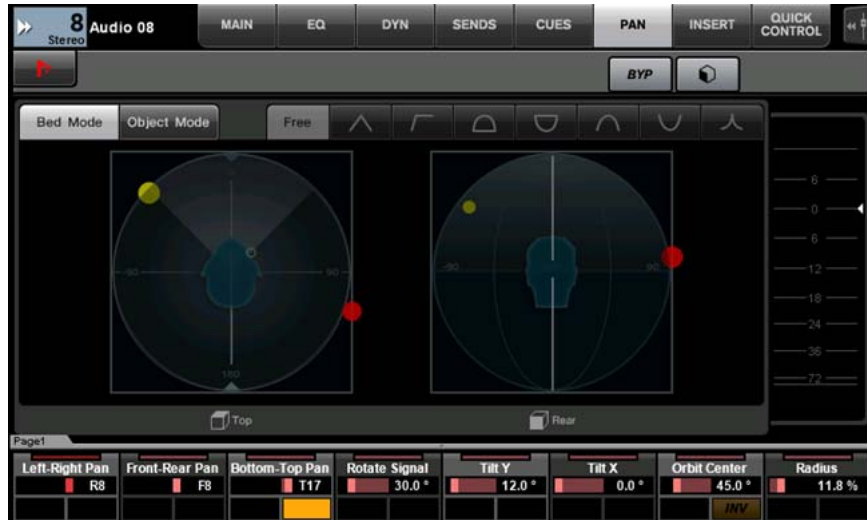 8 Audio 08 MAIN EQ DYN SENDS CUES PAN INSERT QUICK CONTROL
Stereo
BYP
Bed Mode Object Mode Free
0
-90 90
180
-90 90
6
0
6
12
18
24
36
72
Top Rear
Page1
Left-Right Pan Front-Rear Pan Bottom-Top Pan Rotate Signal Tilt Y Tilt X Orbit Center Radius
R8 F8 T17 30.0 ° 12.0 ° 0.0 ° 45.0 ° 11.8 %
INV